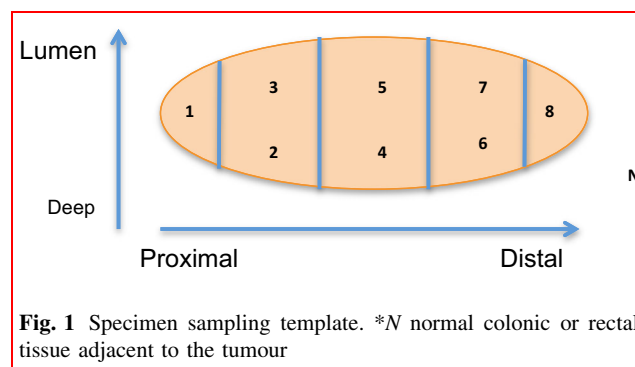 Lumen
3 5 7
1 8
2 4 6
N
Deep
Proximal Distal
Fig. 1 Specimen sampling template. *N normal colonic or rectal
tissue adjacent to the tumour